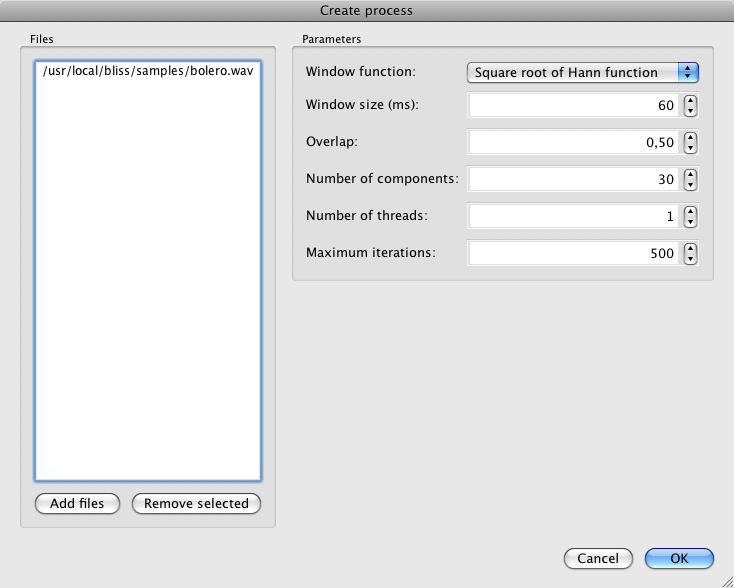 Create process
Files
/usr/local/bliss/samples/bolero.wav
Add files
Remove selected
Parameters
Window function: Square root of Hann function
Window size (ms): 60
Overlap: 0,50
Number of components: 30
Number of threads: 1
Maximum iterations: 500
Cancel
OK